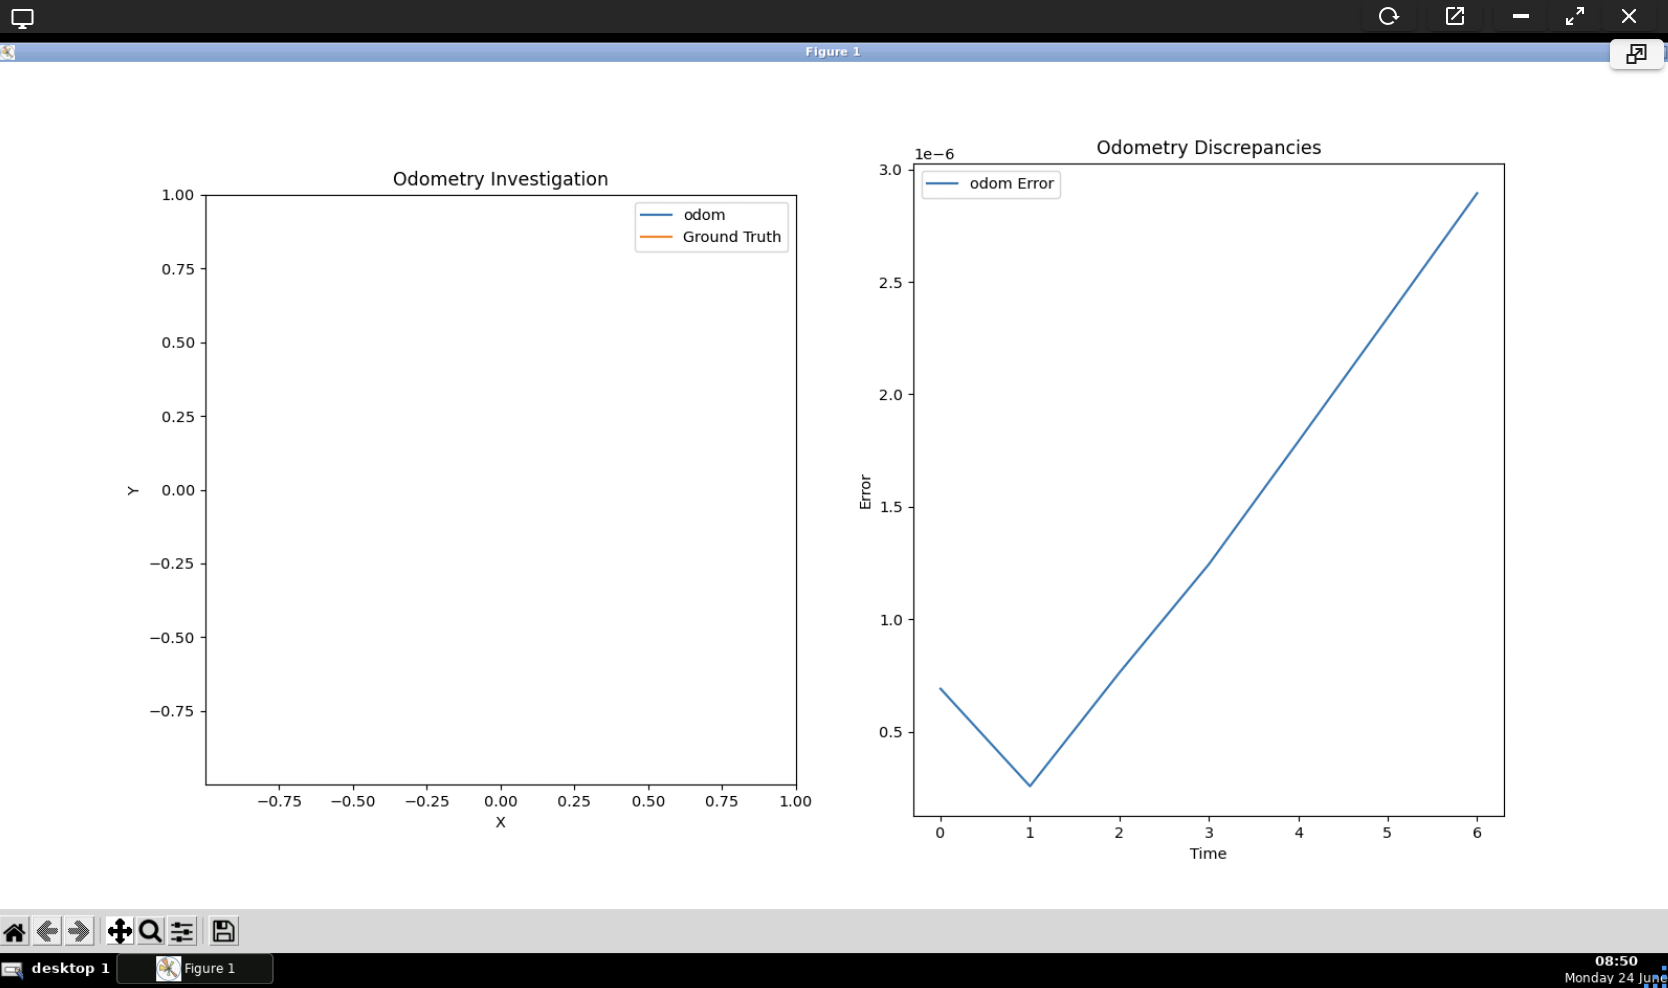 Figure 1
Odometry Investigation
odom
Ground Truth
1.00
0.75
0.50
0.25
0.00
−0.25
−0.50
−0.75
Y
−0.75 −0.50 −0.25 0.00 0.25 0.50 0.75 1.00
X
Odometry Discrepancies
1e−6
odom Error
3.0
2.5
2.0
1.5
1.0
0.5
Error
0 1 2 3 4 5 6
Time
desktop 1
Figure 1
08:50
Monday 24 June